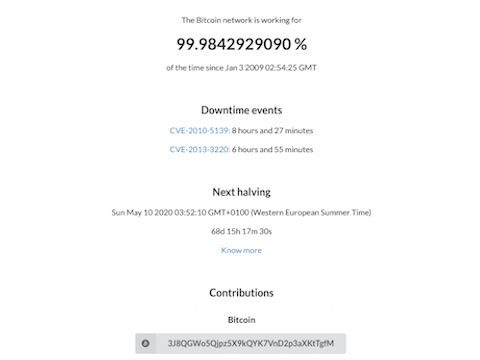 The Bitcoin network is working for
99.9842929090 %
of the time since Jan 3 2009 02:54:25 GMT
Downtime events
CVE-2010-5139: 8 hours and 27 minutes
CVE-2013-3220: 6 hours and 55 minutes
Next halving
Sun May 10 2020 03:52:10 GMT+0100 (Western European Summer Time)
68d 15h 17m 30s
Know more
Contributions
Bitcoin
3J8QGWo5Qjpz5X9kQYK7VnD2p3aXKtTgfM